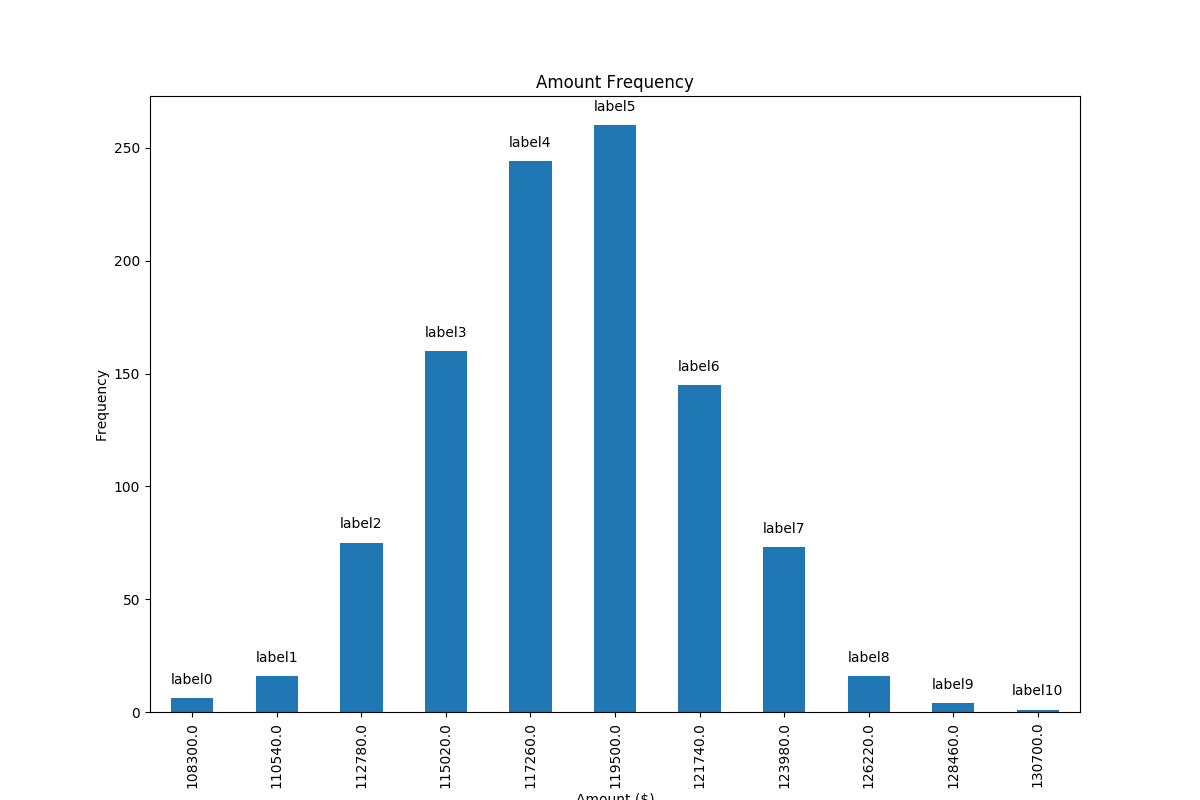 Amount Frequency
label5
label4
250
200
label3
label6
Frequency
150
100
label2
label7
50
label1
label8
label0
label9
label10
0
108300.0
110540.0
112780.0
115020.0
117260.0
119500.0
121740.0
123980.0
126220.0
128460.0
130700.0
Amount ($)